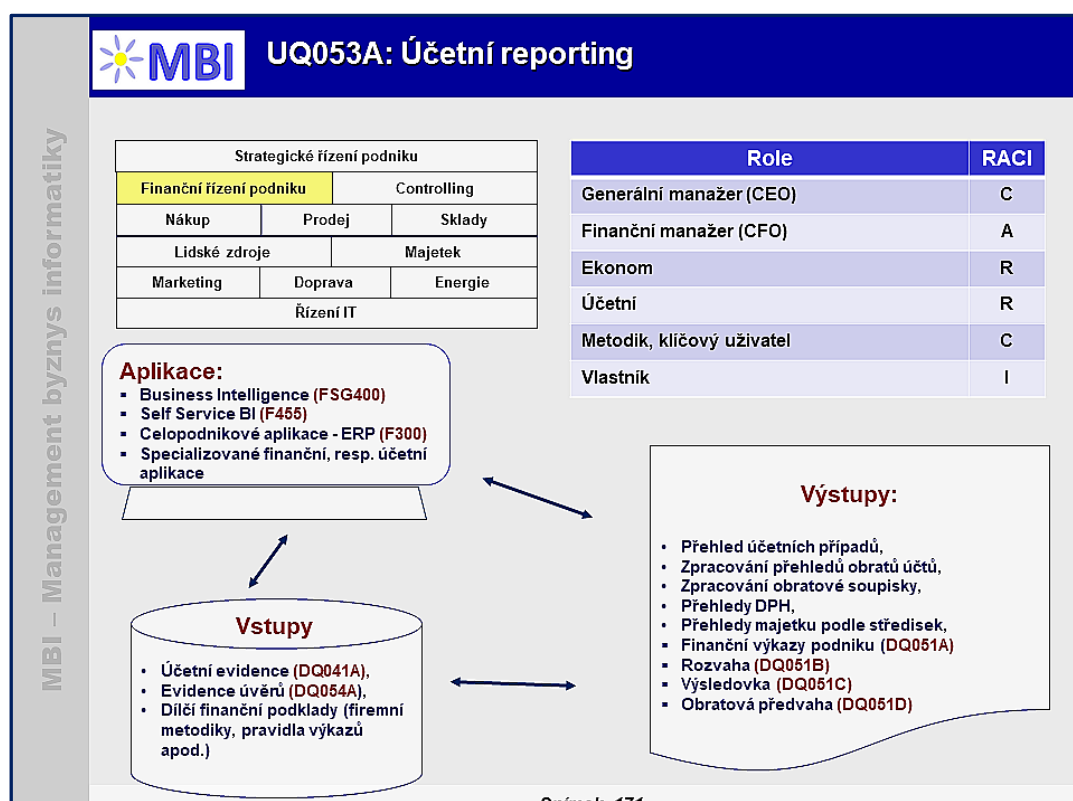 MBI
UQ053A: Účetní reporting
MBI – Management byznys informatiky
Strategické řízení podniku
Finanční řízení podniku
Controlling
Nákup
Prodej
Sklady
Lidské zdroje
Majetek
Marketing
Doprava
Energie
Řízení IT
Role RACI
Generální manažer (CEO) C
Finanční manažer (CFO) A
Ekonom R
Účetní R
Metodik, klíčový uživatel C
Vlastník I
Aplikace:
▪ Business Intelligence (FSG400)
▪ Self Service BI (F455)
▪ Celopodnikové aplikace - ERP (F300)
▪ Specializované finanční, resp. účetní
aplikace
Výstupy:
• Přehled účetních případů,
• Zpracování přehledů obratů účtů,
• Zpracování obratové soupisky,
• Přehledy DPH,
• Přehledy majetku podle středisek,
▪ Finanční výkazy podniku (DQ051A)
▪ Rozvaha (DQ051B)
▪ Výsledovka (DQ051C)
▪ Obratová předvaha (DQ051D)
Vstupy
• Účetní evidence (DQ041A),
• Evidence úvěrů (DQ054A),
• Dílčí finanční podklady (firemní
metodiky, pravidla výkazů
apod.)